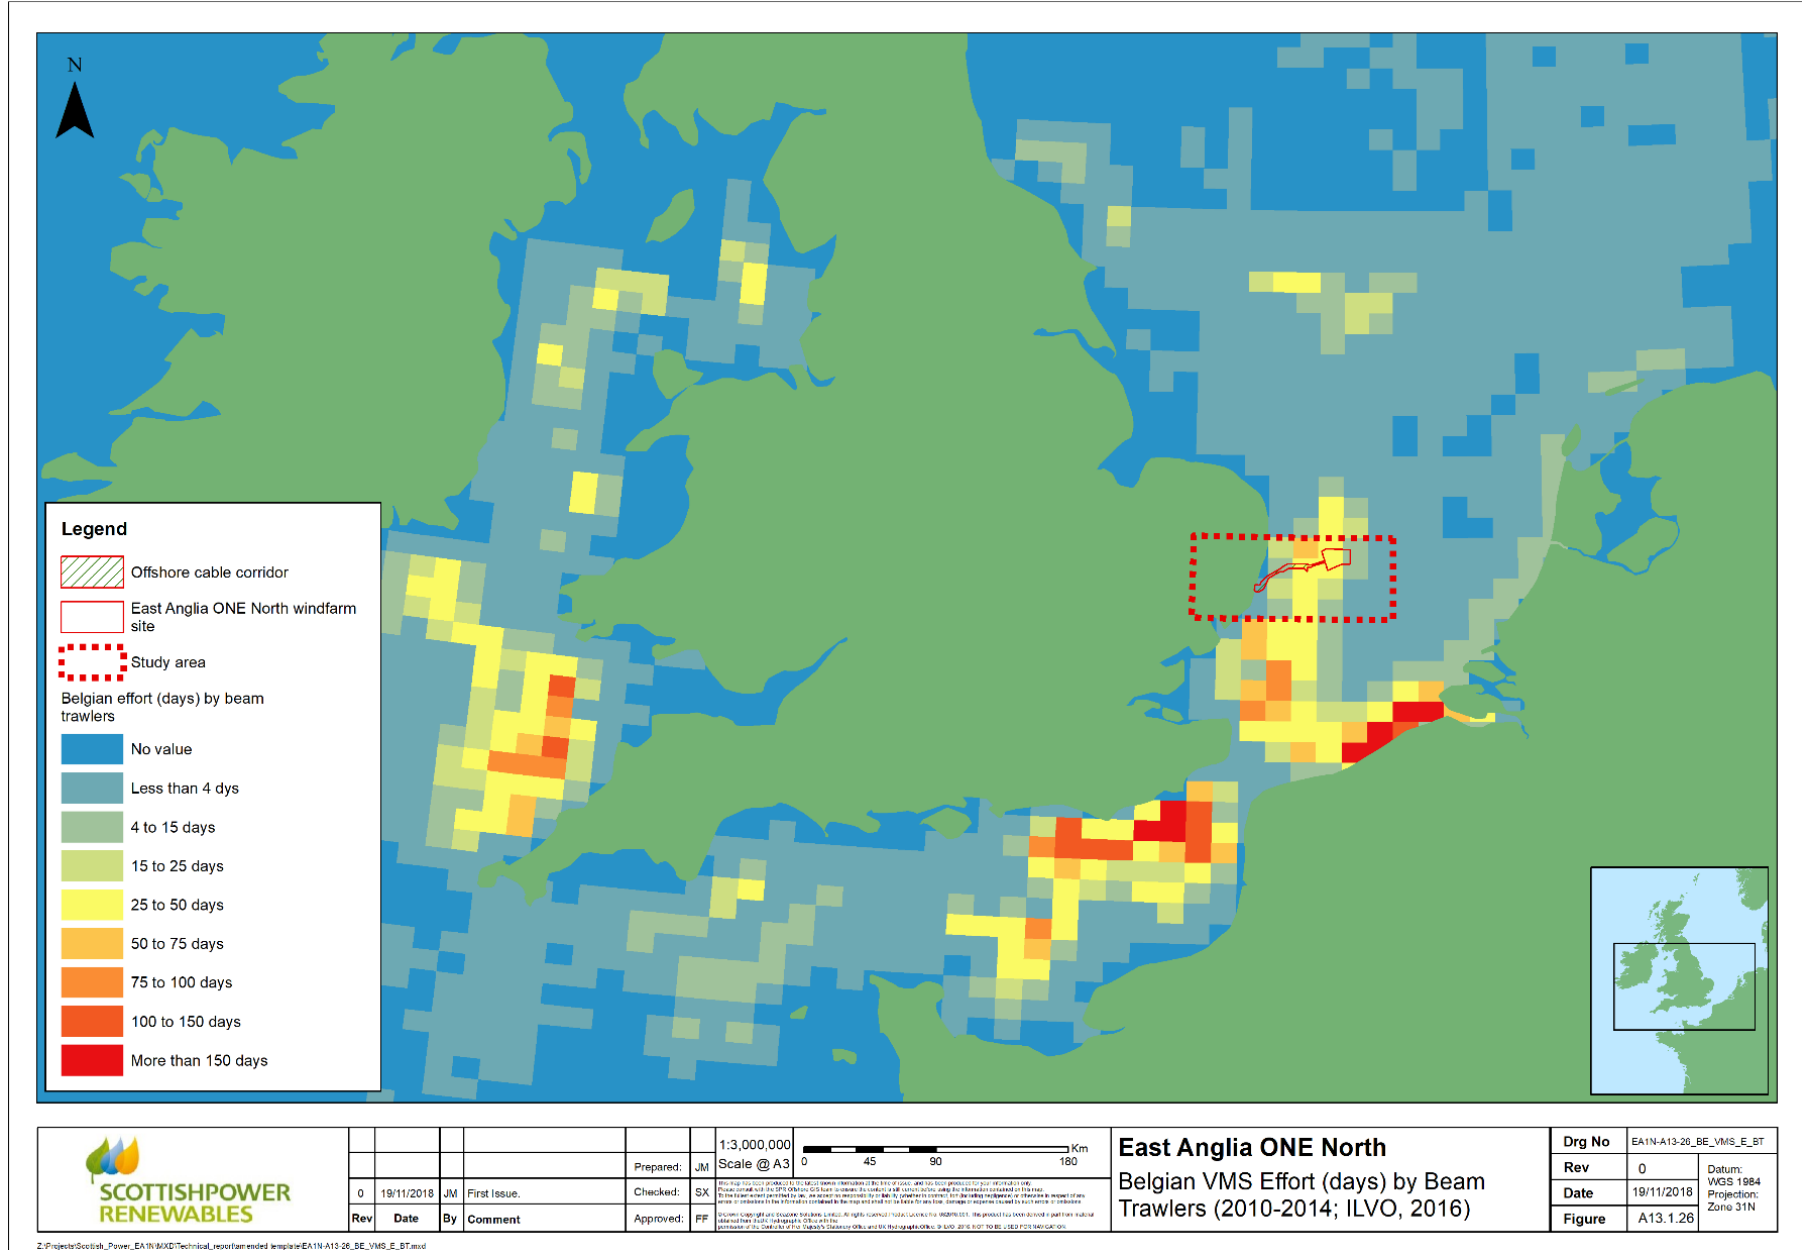 N
Legend
Offshore cable corridor
East Anglia ONE North windfarm
site
Study area
Belgian effort (days) by beam
trawlers
No value
Less than 4 dys
4 to 15 days
15 to 25 days
25 to 50 days
50 to 75 days
75 to 100 days
100 to 150 days
More than 150 days
SCOTTISHPOWER
RENEWABLES
0 19/11/2018 JM First Issue.
Rev Date By Comment
Prepared: JM
Checked: SX
Approved: FF
1:3,000,000
Scale @ A3
Km
0 45 90 180
East Anglia ONE North
Belgian VMS Effort (days) by Beam
Trawlers (2010-2014; ILVO, 2016)
Drg No EA1N-A13-26_BE_VMS_E_BT
Rev 0
Date 19/11/2018
Figure A13.1.26
Datum:
WGS 1984
Projection:
Zone 31N